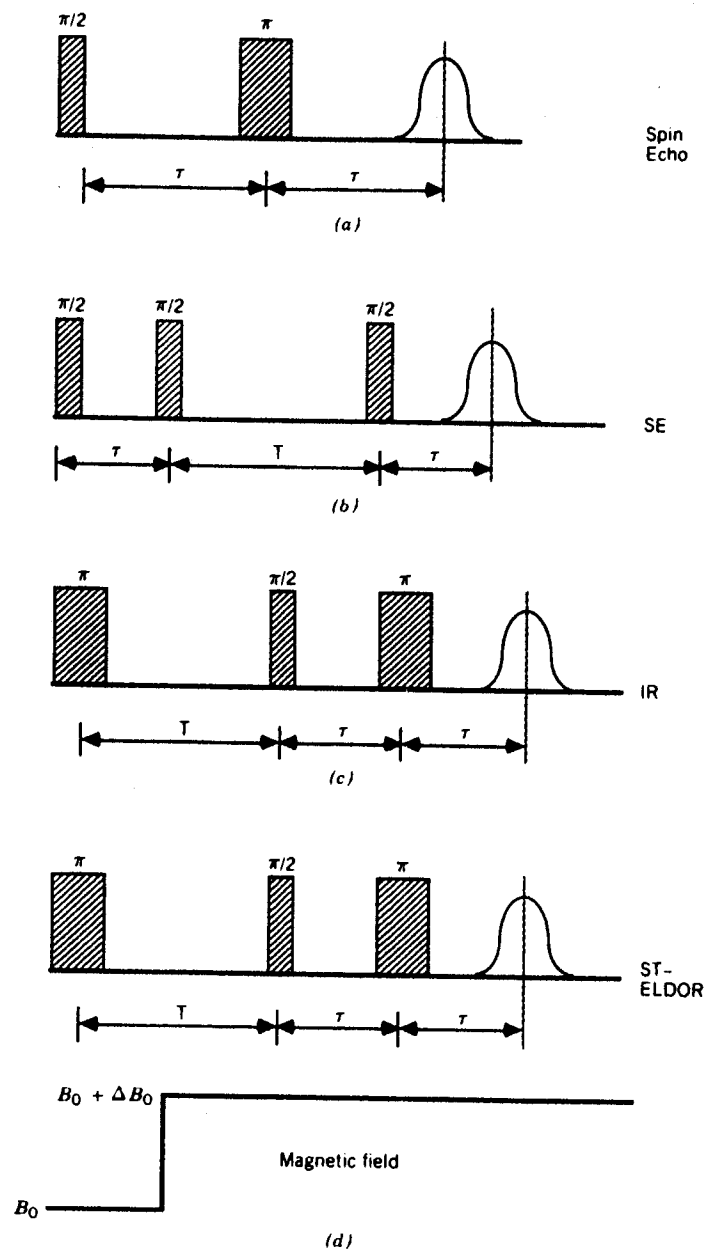 π/2 π
Spin
Echo
τ τ
(a)
π/2 π/2 π/2
SE
τ T τ
(b)
π π/2 π
IR
T τ τ
(c)
π π/2 π
ST-
ELDOR
T τ τ
B₀ + ΔB₀
Magnetic field
B₀
(d)